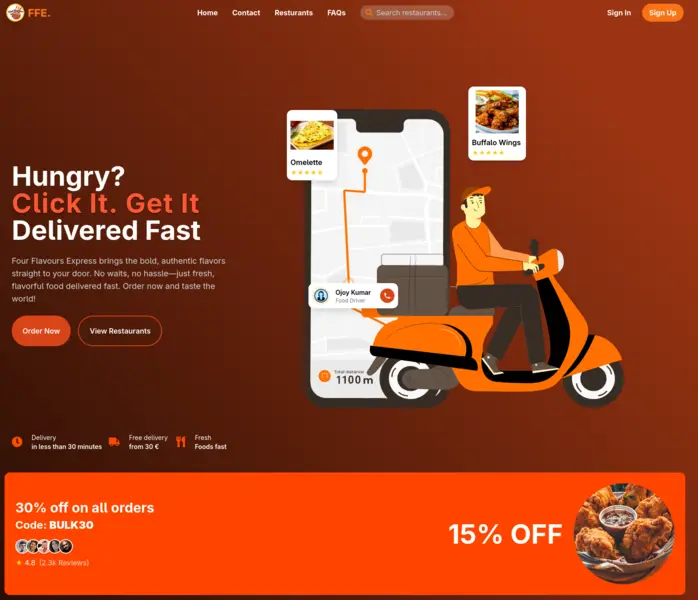 FFE.
Home
Contact
Resturants
FAQs
Search restaurants...
Sign In
Sign Up
Omelette
Buffalo Wings
Hungry?
Click It. Get It
Delivered Fast
Four Flavours Express brings the bold, authentic flavors
straight to your door. No waits, no hassle—just fresh,
flavorful food delivered fast. Order now and taste the
world!
Order Now
View Restaurants
Ojoy Kumar
Food Driver
Total distance
1100 m
Delivery
in less than 30 minutes
Free delivery
from 30 €
Fresh
Foods fast
30% off on all orders
Code: BULK30
4.8 (2.3k Reviews)
15% OFF